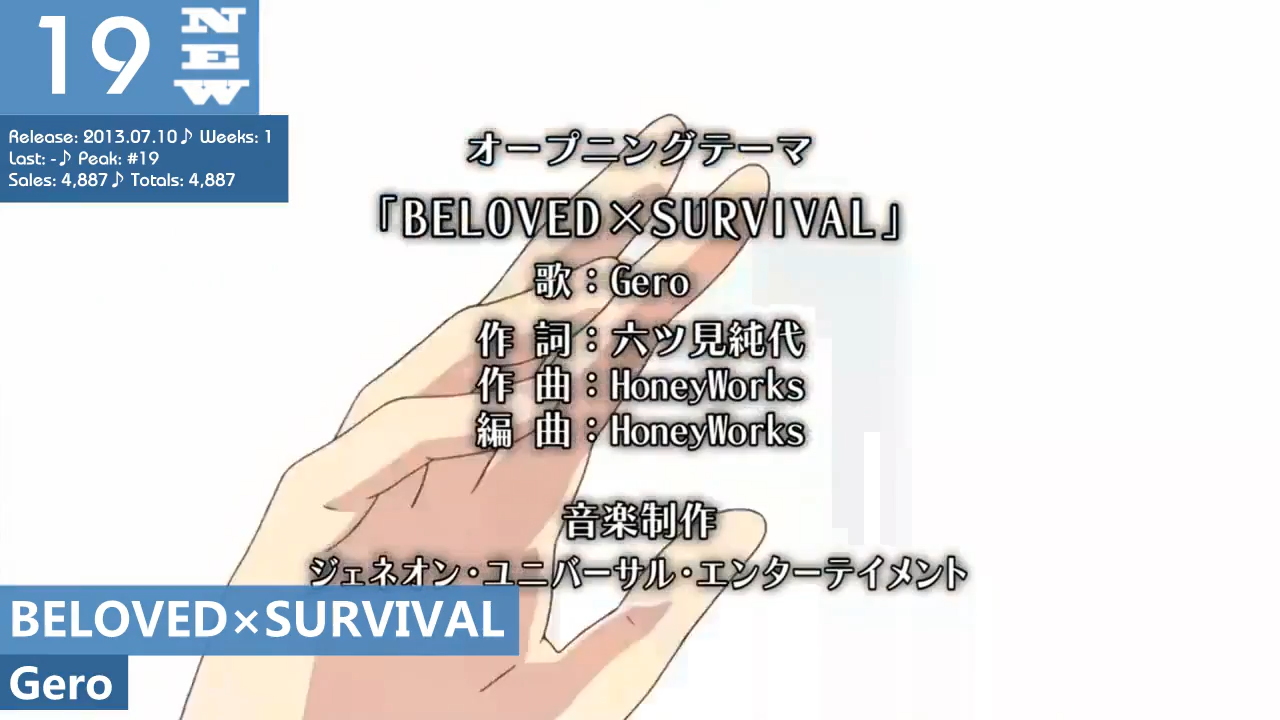 19
NEW
Release: 2013.07.10♪ Weeks: 1
Last: -♪ Peak: #19
Sales: 4,887♪ Totals: 4,887
オープニングテーマ
「BELOVED×SURVIVAL」
歌：Gero
作 詞：六ツ見純代
作 曲：HoneyWorks
編 曲：HoneyWorks
音楽制作
ジェネオン・ユニバーサル・エンターテイメント
BELOVED×SURVIVAL
Gero